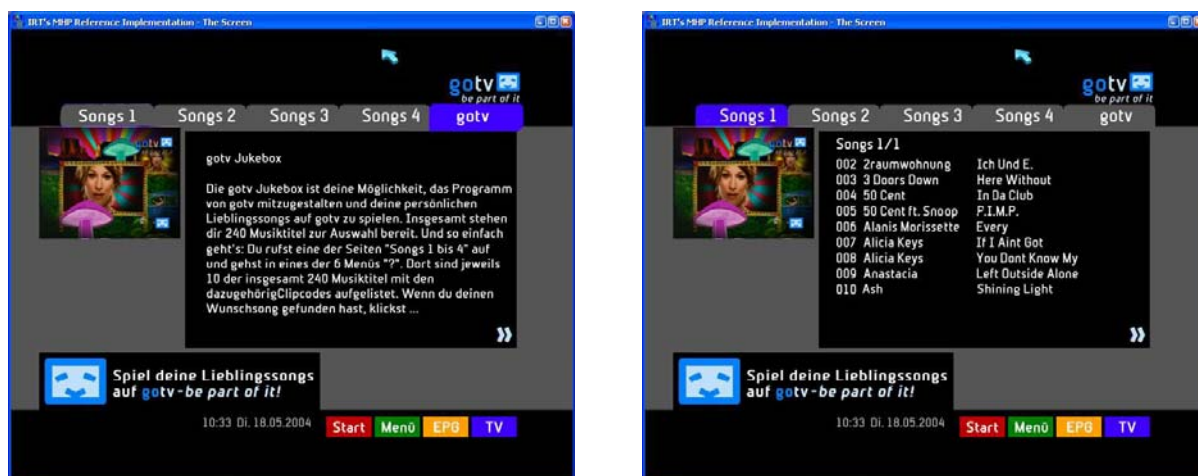 IRT's MHP Reference Implementation - The Screen
gotv
be part of it
Songs 1 Songs 2 Songs 3 Songs 4 gotv
gotv
gotv Jukebox
Die gotv Jukebox ist deine Möglichkeit, das Programm
von gotv mitzugestalten und deine persönlichen
Lieblingssongs auf gotv zu spielen. Insgesamt stehen
dir 240 Musiktitel zur Auswahl bereit. Und so einfach
geht's: Du rufst eine der Seiten "Songs 1 bis 4" auf
und gehst in eines der 6 Menüs "?". Dort sind jeweils
10 der insgesamt 240 Musiktitel mit den
dazugehörigClipcodes aufgelistet. Wenn du deinen
Wunschsong gefunden hast, klickst ...
Spiel deine Lieblingssongs
auf gotv-be part of it!
10:33 Di. 18.05.2004 Start Menü EPG TV
IRT's MHP Reference Implementation - The Screen
gotv
be part of it
Songs 1 Songs 2 Songs 3 Songs 4 gotv
gotv
Songs 1/1
002 2raumwohnung Ich Und E.
003 3 Doors Down Here Without
004 50 Cent In Da Club
005 50 Cent ft. Snoop P.I.M.P.
006 Alanis Morissette Every
007 Alicia Keys If I Aint Got
008 Alicia Keys You Dont Know My
009 Anastacia Left Outside Alone
010 Ash Shining Light
Spiel deine Lieblingssongs
auf gotv-be part of it!
10:33 Di. 18.05.2004 Start Menü EPG TV